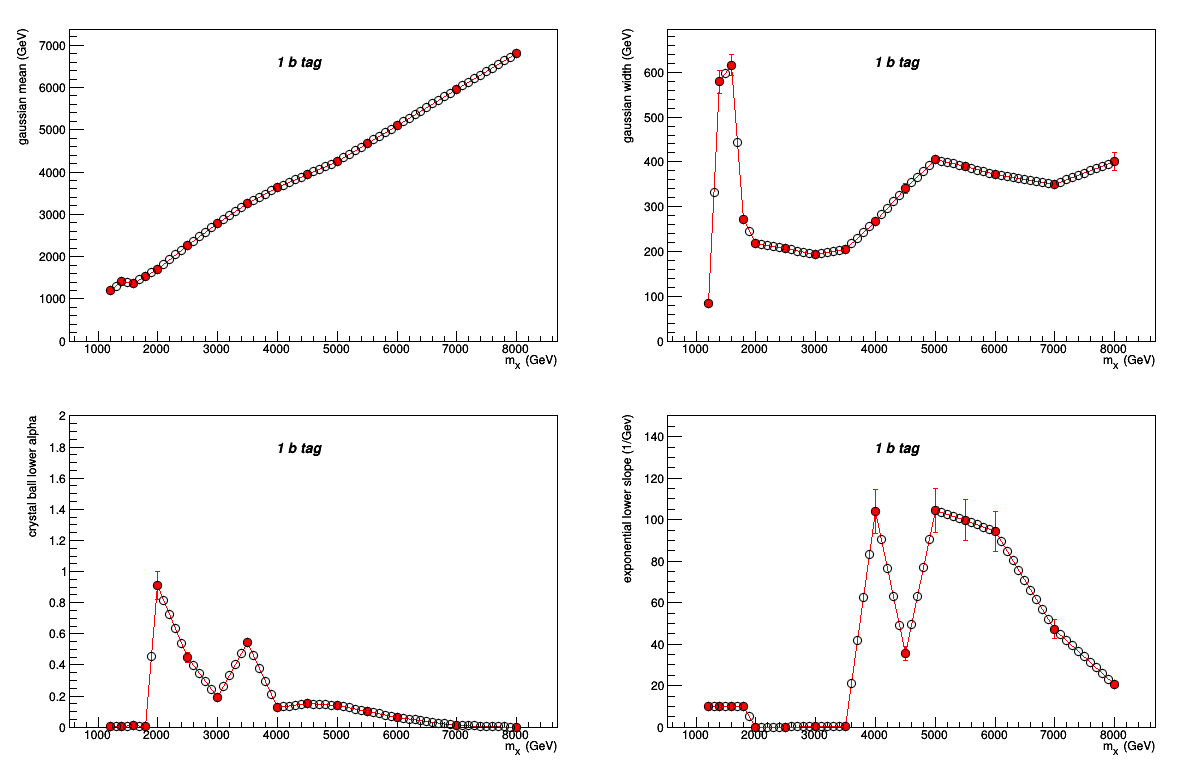 gaussian mean (GeV)
1 b tag
7000
6000
5000
4000
3000
2000
1000
0
1000 2000 3000 4000 5000 6000 7000 8000
mx (GeV)
gaussian width (GeV)
1 b tag
600
500
400
300
200
100
0
1000 2000 3000 4000 5000 6000 7000 8000
mx (GeV)
crystal ball lower alpha
1 b tag
2
1.8
1.6
1.4
1.2
1
0.8
0.6
0.4
0.2
0
1000 2000 3000 4000 5000 6000 7000 8000
mx (GeV)
exponential lower slope (1/Gev)
1 b tag
140
120
100
80
60
40
20
0
1000 2000 3000 4000 5000 6000 7000 8000
mx (GeV)